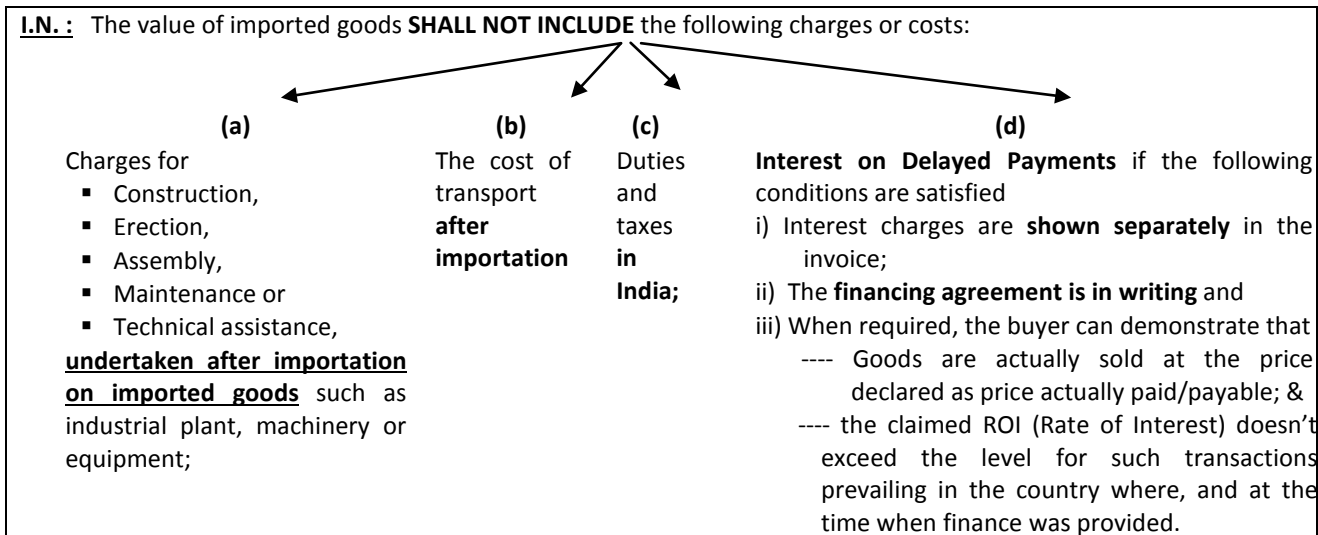 I.N. : The value of imported goods SHALL NOT INCLUDE the following charges or costs:
(a)
Charges for
▪ Construction,
▪ Erection,
▪ Assembly,
▪ Maintenance or
▪ Technical assistance,
undertaken after importation
on imported goods such as
industrial plant, machinery or
equipment;
(b)
The cost of
transport
after
importation
(c)
Duties
and
taxes
in
India;
(d)
Interest on Delayed Payments if the following
conditions are satisfied
i) Interest charges are shown separately in the
invoice;
ii) The financing agreement is in writing and
iii) When required, the buyer can demonstrate that
---- Goods are actually sold at the price
declared as price actually paid/payable; &
---- the claimed ROI (Rate of Interest) doesn't
exceed the level for such transactions
prevailing in the country where, and at the
time when finance was provided.